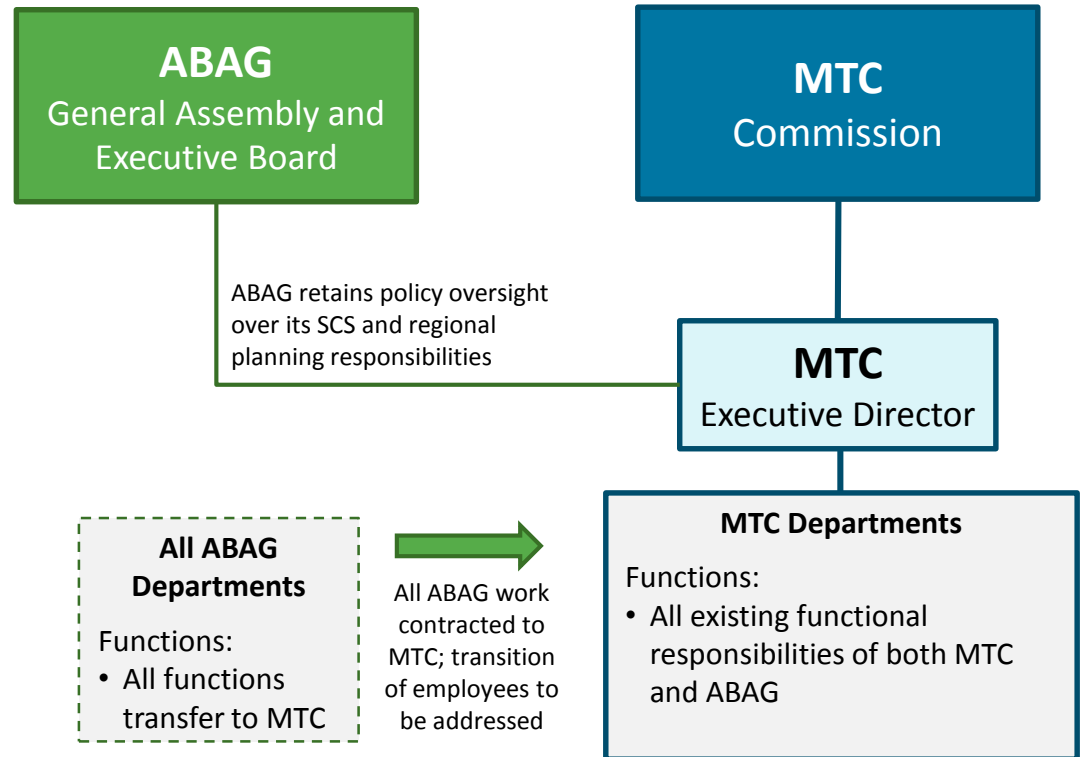 ABAG
General Assembly and
Executive Board
MTC
Commission
ABAG retains policy oversight
over its SCS and regional
planning responsibilities
MTC
Executive Director
All ABAG
Departments
Functions:
• All functions
transfer to MTC
All ABAG work
contracted to
MTC; transition
of employees to
be addressed
MTC Departments
Functions:
• All existing functional
responsibilities of both MTC
and ABAG